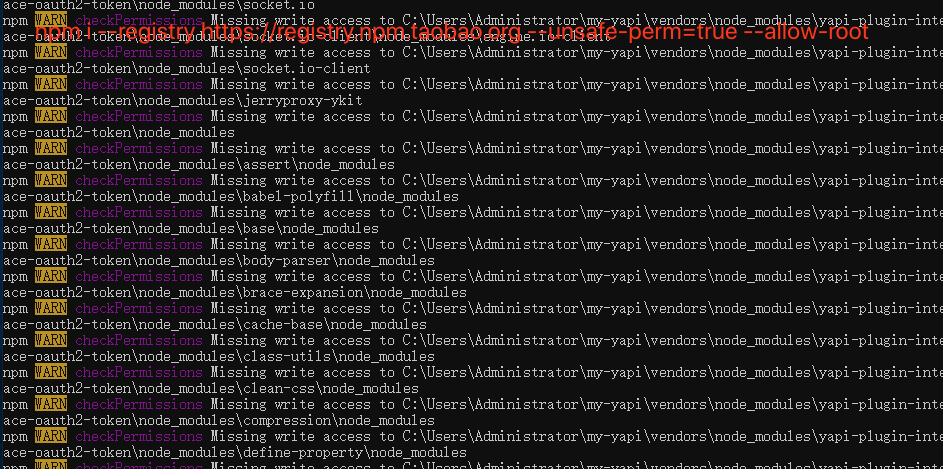 ace-oauth2-token\node_modules\socket.io
npm WARN checkPermissions Missing write access to C:\Users\Administrator\my-yapi\vendors\node_modules\yapi-plugin-inte
npm i --registry https://registry.npm.taobao.org --unsafe-perm=true --allow-root
npm WARN checkPermissions Missing write access to C:\Users\Administrator\my-yapi\vendors\node_modules\yapi-plugin-inte
ace-oauth2-token\node_modules\socket.io-client
npm WARN checkPermissions Missing write access to C:\Users\Administrator\my-yapi\vendors\node_modules\yapi-plugin-inte
ace-oauth2-token\node_modules\jerryproxy-ykit
npm WARN checkPermissions Missing write access to C:\Users\Administrator\my-yapi\vendors\node_modules\yapi-plugin-inte
ace-oauth2-token\node_modules
npm WARN checkPermissions Missing write access to C:\Users\Administrator\my-yapi\vendors\node_modules\yapi-plugin-inte
ace-oauth2-token\node_modules\assert\node_modules
npm WARN checkPermissions Missing write access to C:\Users\Administrator\my-yapi\vendors\node_modules\yapi-plugin-inte
ace-oauth2-token\node_modules\babel-polyfill\node_modules
npm WARN checkPermissions Missing write access to C:\Users\Administrator\my-yapi\vendors\node_modules\yapi-plugin-inte
ace-oauth2-token\node_modules\base\node_modules
npm WARN checkPermissions Missing write access to C:\Users\Administrator\my-yapi\vendors\node_modules\yapi-plugin-inte
ace-oauth2-token\node_modules\body-parser\node_modules
npm WARN checkPermissions Missing write access to C:\Users\Administrator\my-yapi\vendors\node_modules\yapi-plugin-inte
ace-oauth2-token\node_modules\brace-expansion\node_modules
npm WARN checkPermissions Missing write access to C:\Users\Administrator\my-yapi\vendors\node_modules\yapi-plugin-inte
ace-oauth2-token\node_modules\cache-base\node_modules
npm WARN checkPermissions Missing write access to C:\Users\Administrator\my-yapi\vendors\node_modules\yapi-plugin-inte
ace-oauth2-token\node_modules\class-utils\node_modules
npm WARN checkPermissions Missing write access to C:\Users\Administrator\my-yapi\vendors\node_modules\yapi-plugin-inte
ace-oauth2-token\node_modules\clean-css\node_modules
npm WARN checkPermissions Missing write access to C:\Users\Administrator\my-yapi\vendors\node_modules\yapi-plugin-inte
ace-oauth2-token\node_modules\compression\node_modules
npm WARN checkPermissions Missing write access to C:\Users\Administrator\my-yapi\vendors\node_modules\yapi-plugin-inte
ace-oauth2-token\node_modules\define-property\node_modules